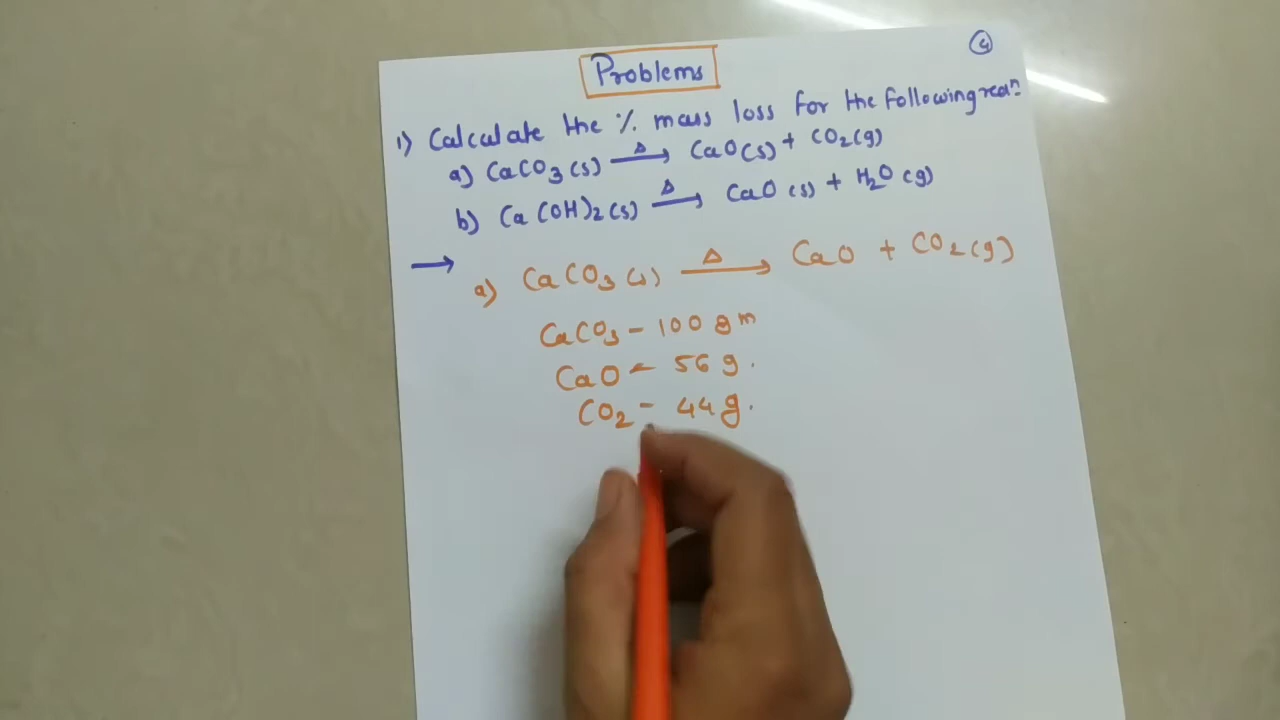 4
Problems
1) Calculate the % mass loss for the following reaⁿ
a) CaCO3(s) —Δ→ CaO(s) + CO2(g)
b) Ca(OH)2(s) —Δ→ CaO(s) + H2O(g)
→
a) CaCO3(s) —Δ→ CaO + CO2(g)
CaCO3 - 100 gm
CaO - 56 g.
CO2 - 44 g.